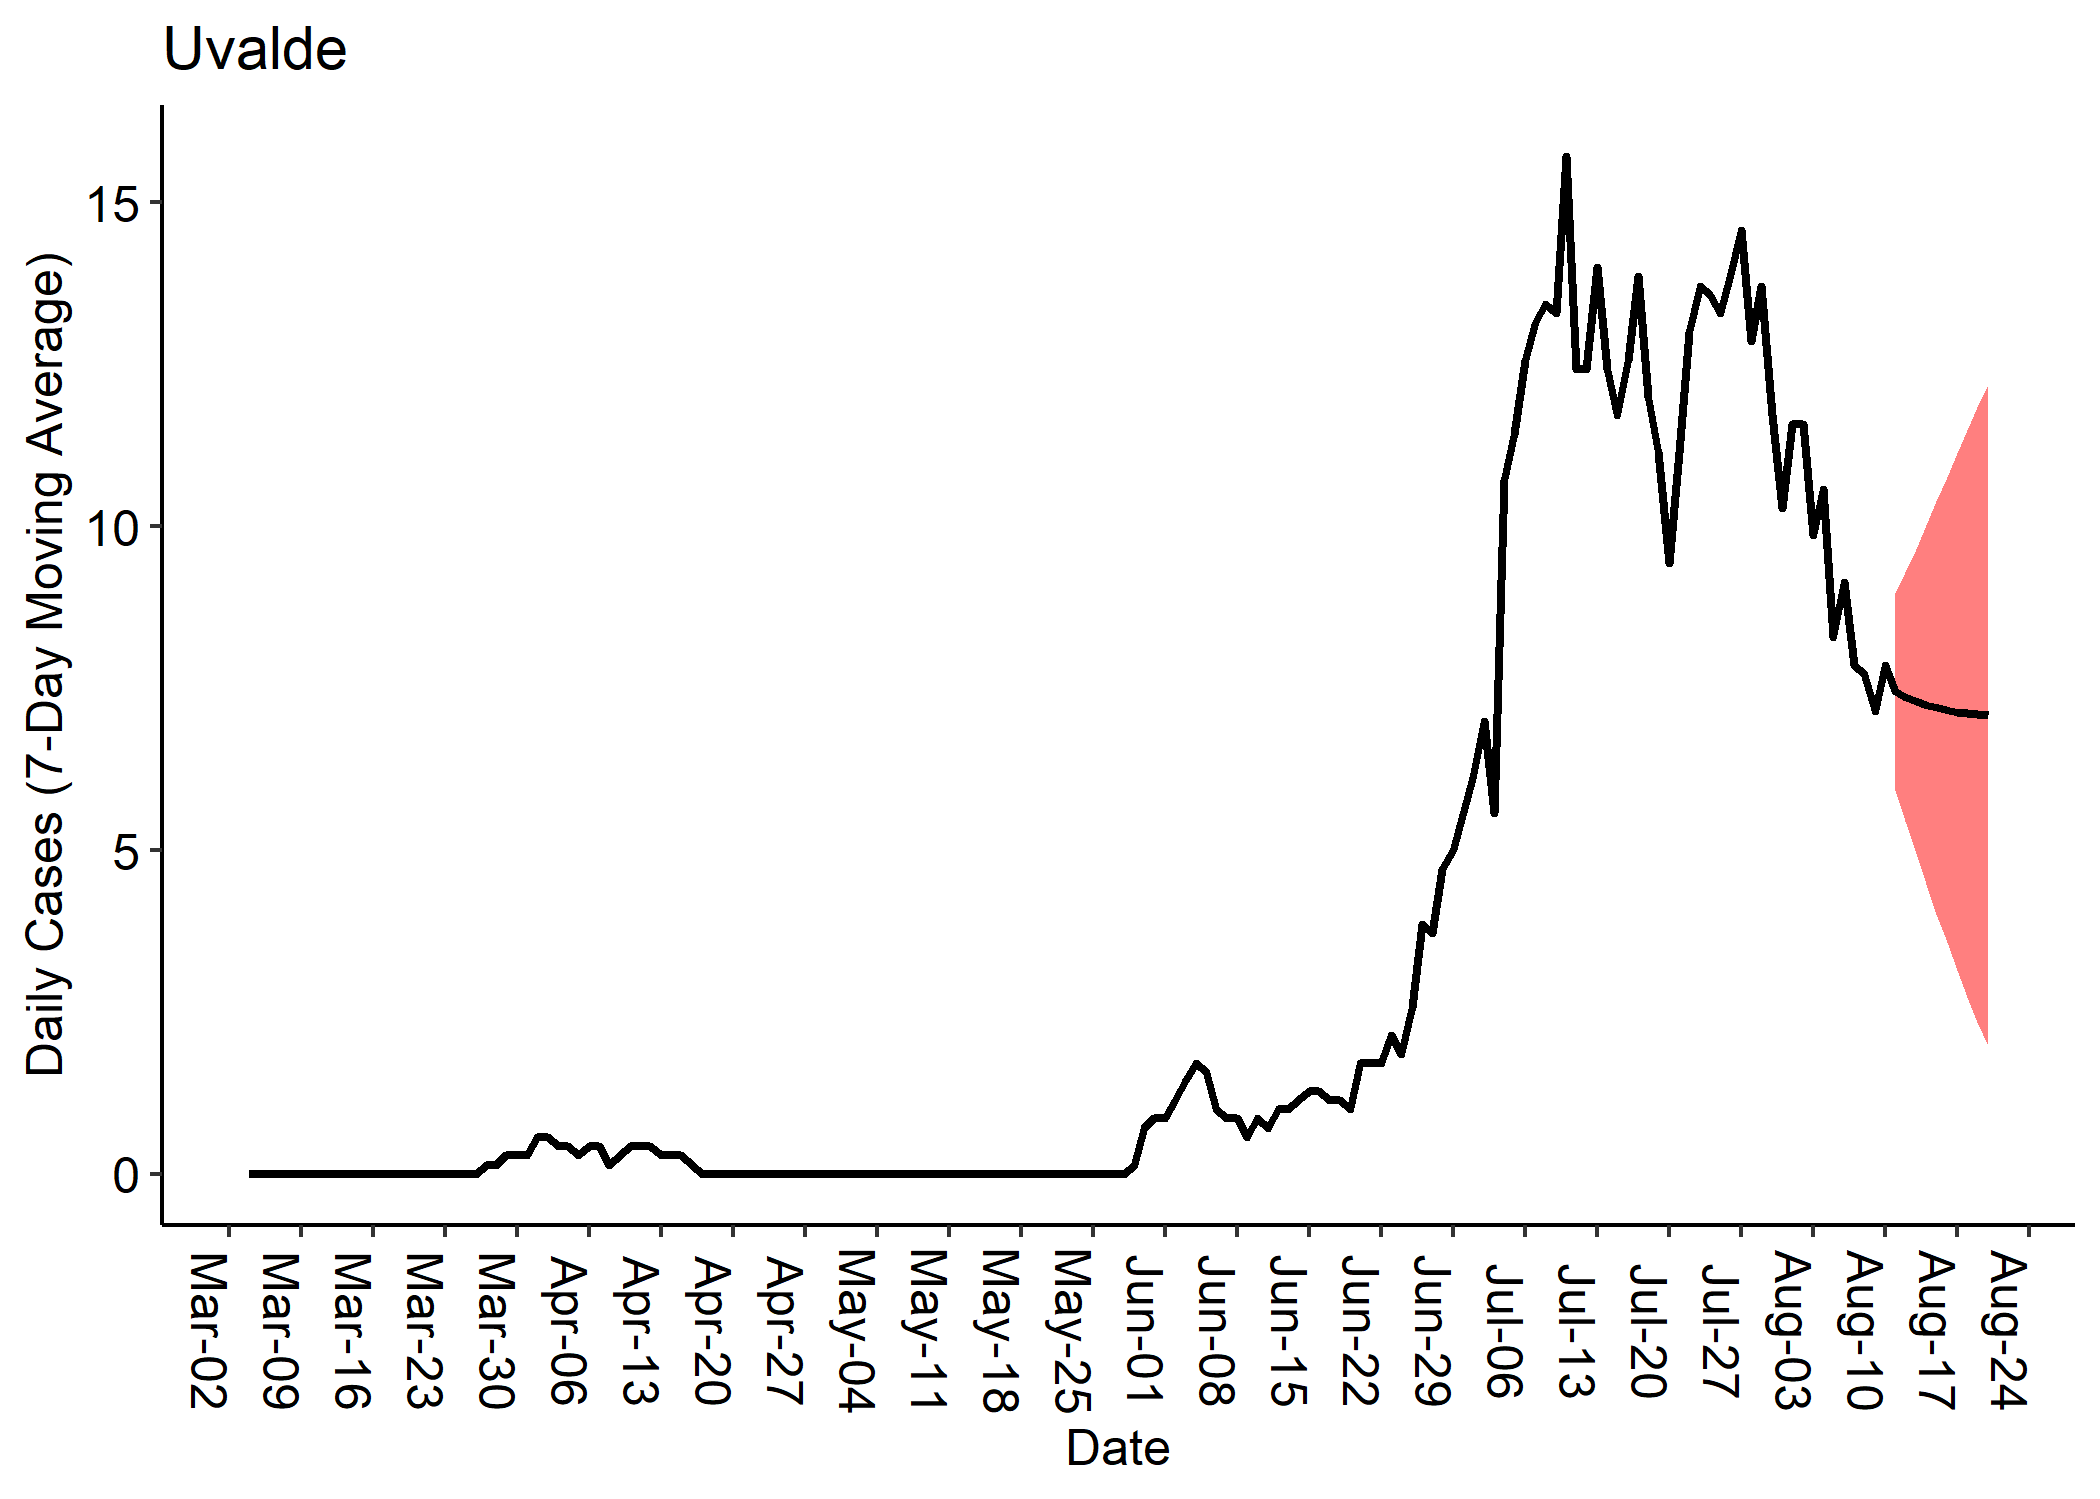 Uvalde
Daily Cases (7-Day Moving Average)
15
10
5
0
Mar-02
Mar-09
Mar-16
Mar-23
Mar-30
Apr-06
Apr-13
Apr-20
Apr-27
May-04
May-11
May-18
May-25
Jun-01
Jun-08
Jun-15
Jun-22
Jun-29
Jul-06
Jul-13
Jul-20
Jul-27
Aug-03
Aug-10
Aug-17
Aug-24
Date